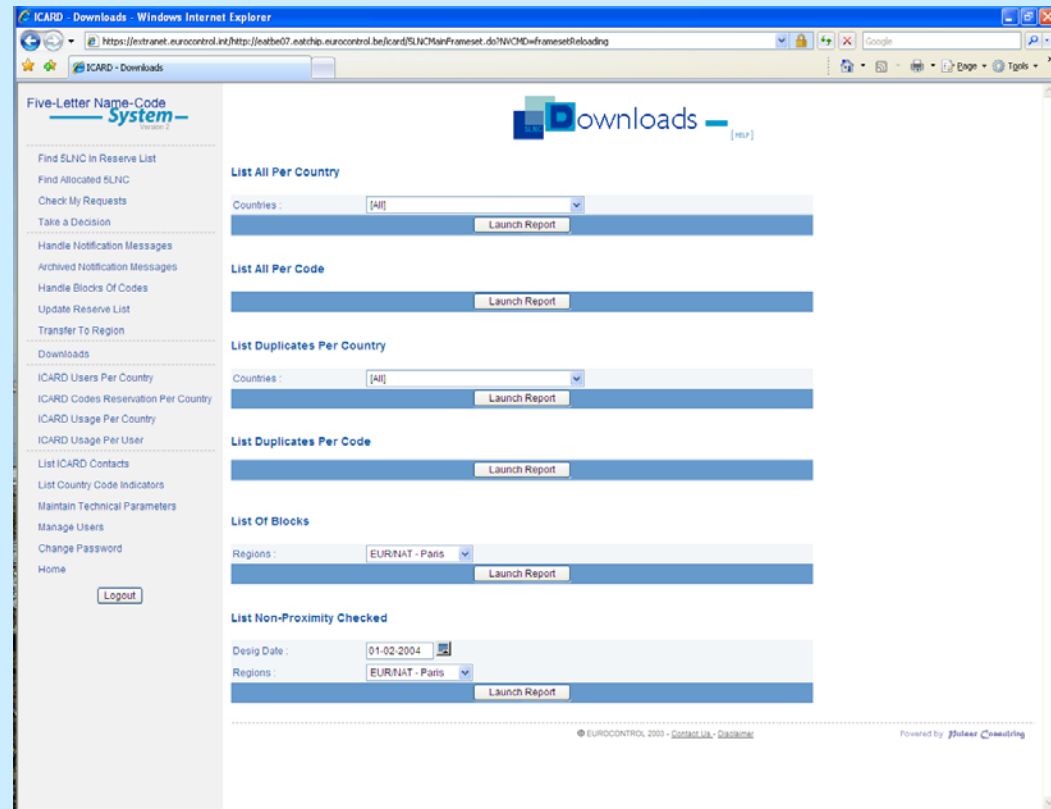 ICARD - Downloads - Windows Internet Explorer
https://extranet.eurocontrol.int/http://eatbe07.eatchip.eurocontrol.be/icard/5LNCMainFrameset.do?NVCMD=framesetReloading
Google
ICARD - Downloads
Page Tools
Five-Letter Name-Code
System
Version 2
Find 5LNC In Reserve List
Find Allocated 5LNC
Check My Requests
Take a Decision
Handle Notification Messages
Archived Notification Messages
Handle Blocks Of Codes
Update Reserve List
Transfer To Region
Downloads
ICARD Users Per Country
ICARD Codes Reservation Per Country
ICARD Usage Per Country
ICARD Usage Per User
List ICARD Contacts
List Country Code Indicators
Maintain Technical Parameters
Manage Users
Change Password
Home
Logout
5LNC
Downloads
[HELP]
List All Per Country
Countries : [All]
Launch Report
List All Per Code
Launch Report
List Duplicates Per Country
Countries : [All]
Launch Report
List Duplicates Per Code
Launch Report
List Of Blocks
Regions : EUR/NAT - Paris
Launch Report
List Non-Proximity Checked
Desig Date : 01-02-2004
Regions : EUR/NAT - Paris
Launch Report
© EUROCONTROL 2003 - Contact Us - Disclaimer
Powered by Consulting